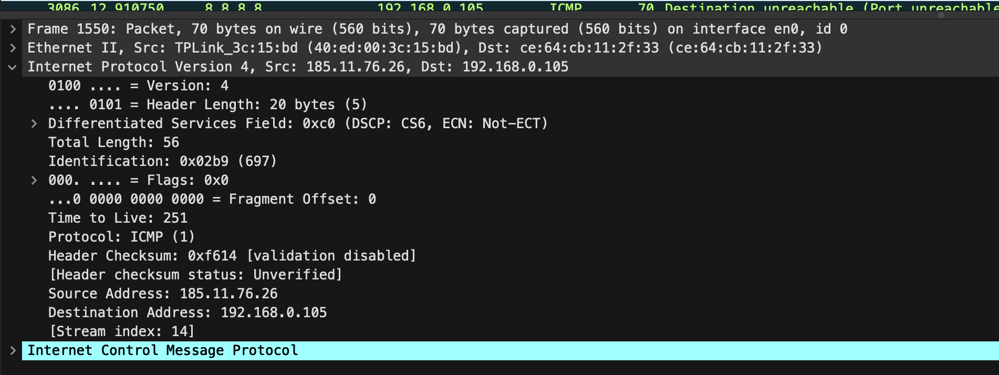 3086 12.910750 8.8.8.8 192.168.0.105 ICMP 70 Destination unreachable (Port unreachable
Frame 1550: Packet, 70 bytes on wire (560 bits), 70 bytes captured (560 bits) on interface en0, id 0
Ethernet II, Src: TPLink_3c:15:bd (40:ed:00:3c:15:bd), Dst: ce:64:cb:11:2f:33 (ce:64:cb:11:2f:33)
Internet Protocol Version 4, Src: 185.11.76.26, Dst: 192.168.0.105
0100 .... = Version: 4
.... 0101 = Header Length: 20 bytes (5)
Differentiated Services Field: 0xc0 (DSCP: CS6, ECN: Not-ECT)
Total Length: 56
Identification: 0x02b9 (697)
000. .... = Flags: 0x0
...0 0000 0000 0000 = Fragment Offset: 0
Time to Live: 251
Protocol: ICMP (1)
Header Checksum: 0xf614 [validation disabled]
[Header checksum status: Unverified]
Source Address: 185.11.76.26
Destination Address: 192.168.0.105
[Stream index: 14]
Internet Control Message Protocol